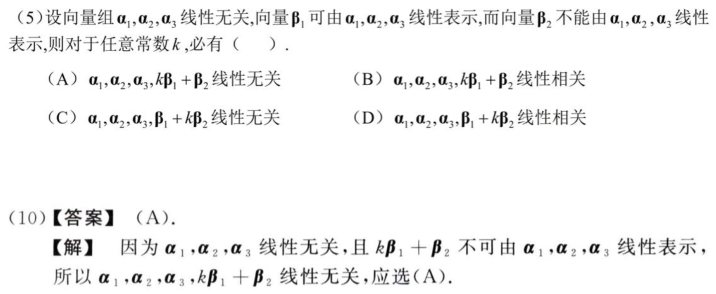 (5)设向量组α₁,α₂,α₃线性无关,向量β₁可由α₁,α₂,α₃线性表示,而向量β₂不能由α₁,α₂,α₃线性
表示,则对于任意常数k,必有( ).
(A) α₁,α₂,α₃,kβ₁+β₂线性无关 (B) α₁,α₂,α₃,kβ₁+β₂线性相关
(C) α₁,α₂,α₃,β₁+kβ₂线性无关 (D) α₁,α₂,α₃,β₁+kβ₂线性相关
(10)【答案】 (A).
【解】 因为α₁,α₂,α₃线性无关,且kβ₁+β₂不可由α₁,α₂,α₃线性表示,
所以α₁,α₂,α₃,kβ₁+β₂线性无关,应选(A).